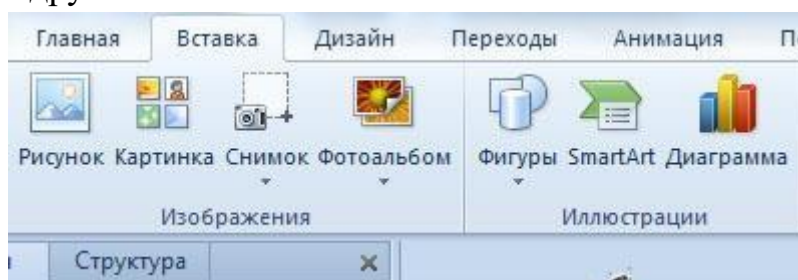 Главная Вставка Дизайн Переходы Анимация
Рисунок Картинка Снимок Фотоальбом Фигуры SmartArt Диаграмма
Изображения Иллюстрации
Структура